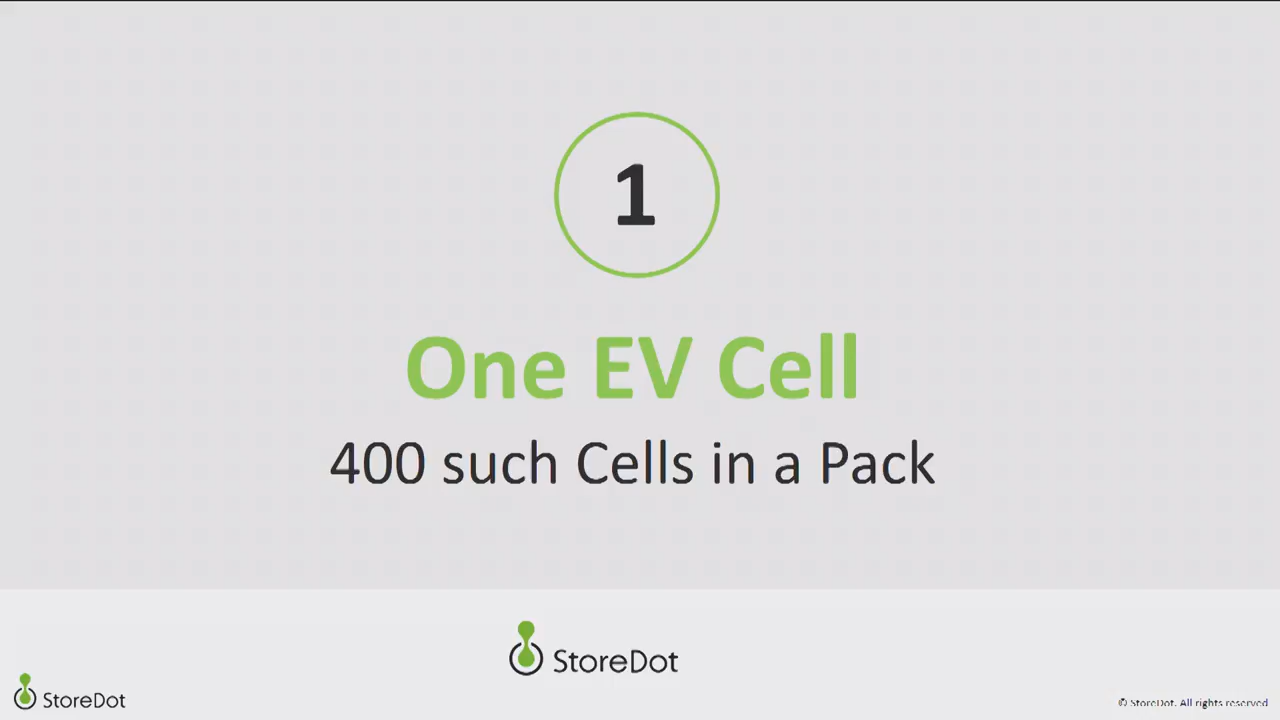 1
One EV Cell
400 such Cells in a Pack
StoreDot
StoreDot
© StoreDot. All rights reserved